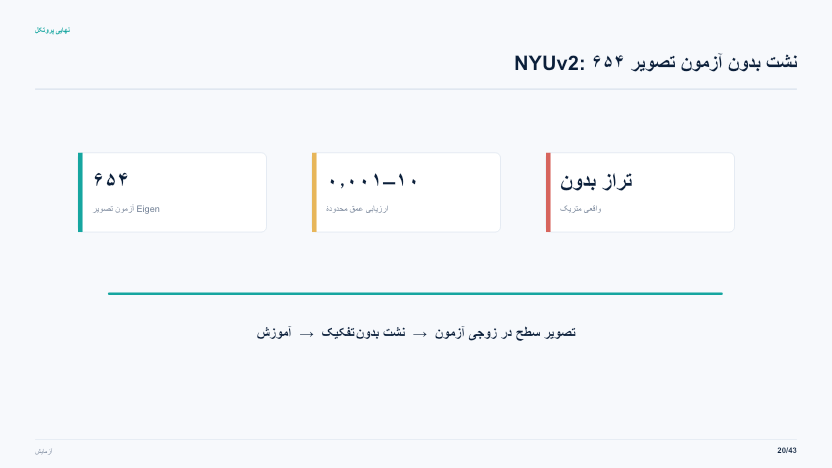 پروتکل نهایی
NYUv2: ۶۵۴ تصویر آزمون بدون نشت
۶۵۴
تصویر آزمون Eigen
۰٫۰۰۱–۱۰
محدودهٔ عمق ارزیابی
بدون تراز
متریک واقعی
آموزش → تفکیک بدون نشت → آزمون زوجی در سطح تصویر
آزمایش
20/43